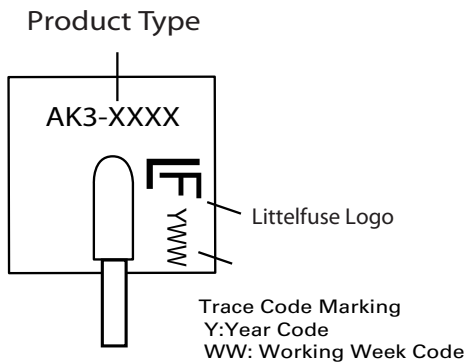 Product Type
AK3-XXXX
LF
YWW
Littelfuse Logo
Trace Code Marking
Y:Year Code
WW: Working Week Code